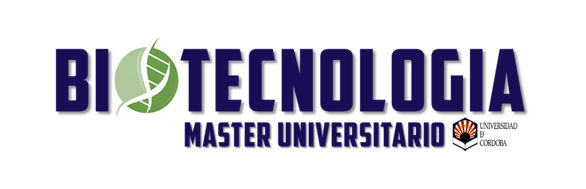 BIOTECNOLOGIA
MASTER UNIVERSITARIO
UNIVERSIDAD
Ð
CORDOBA